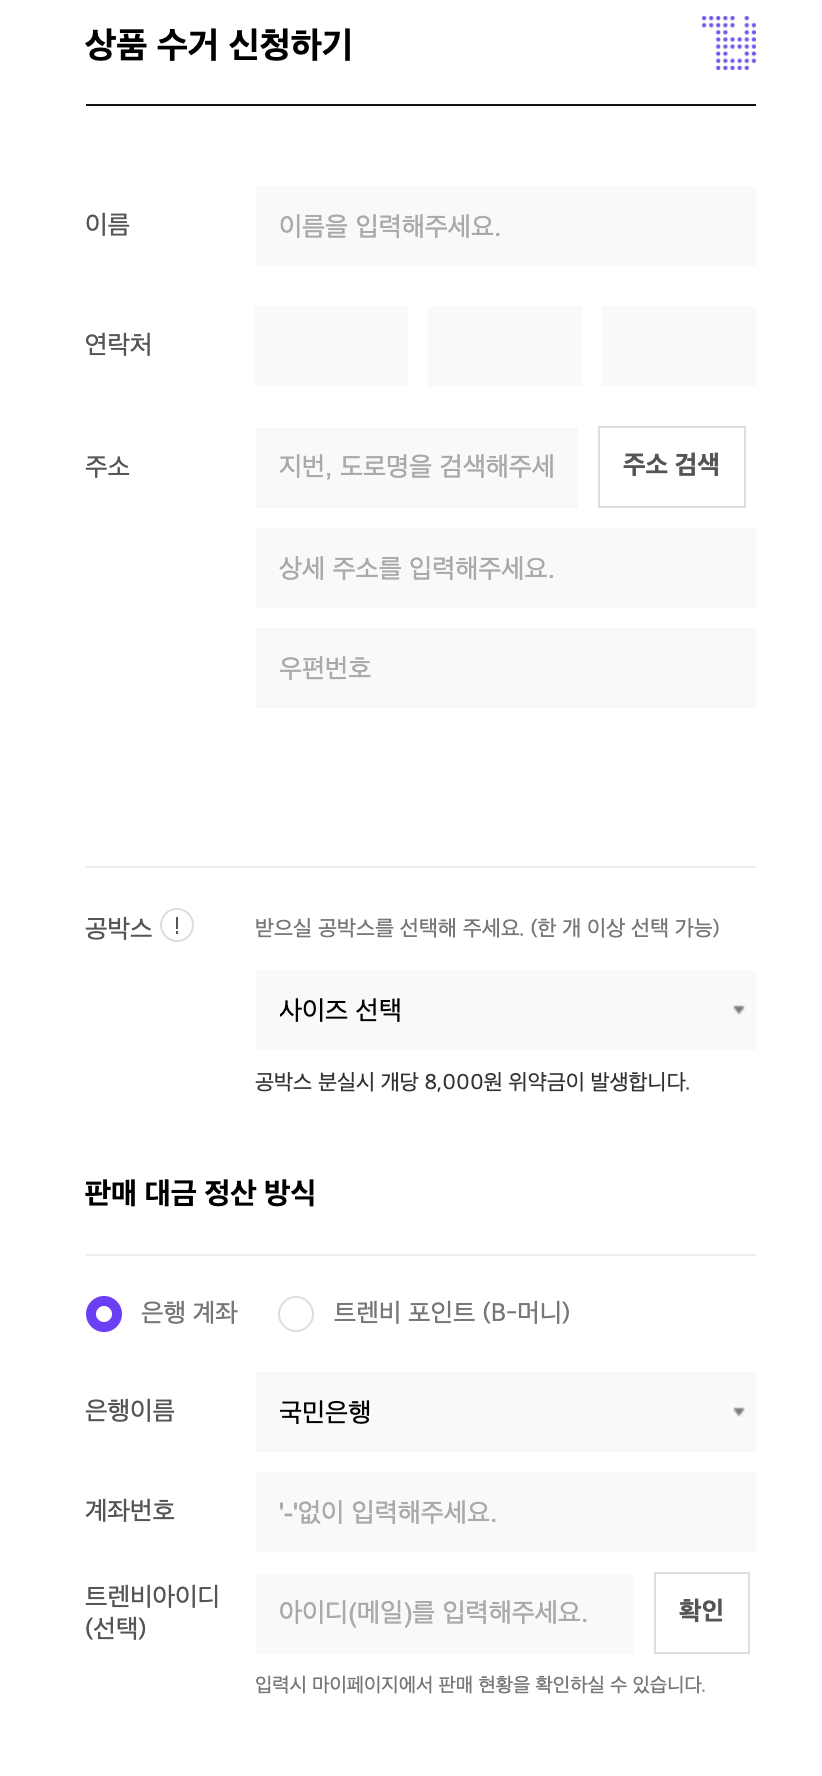 상품 수거 신청하기
이름
이름을 입력해주세요.
연락처
주소
지번, 도로명을 검색해주세
주소 검색
상세 주소를 입력해주세요.
우편번호
공박스 !
받으실 공박스를 선택해 주세요. (한 개 이상 선택 가능)
사이즈 선택
공박스 분실시 개당 8,000원 위약금이 발생합니다.
판매 대금 정산 방식
은행 계좌
트렌비 포인트 (B-머니)
은행이름
국민은행
계좌번호
'-'없이 입력해주세요.
트렌비아이디
(선택)
아이디(메일)를 입력해주세요.
확인
입력시 마이페이지에서 판매 현황을 확인하실 수 있습니다.